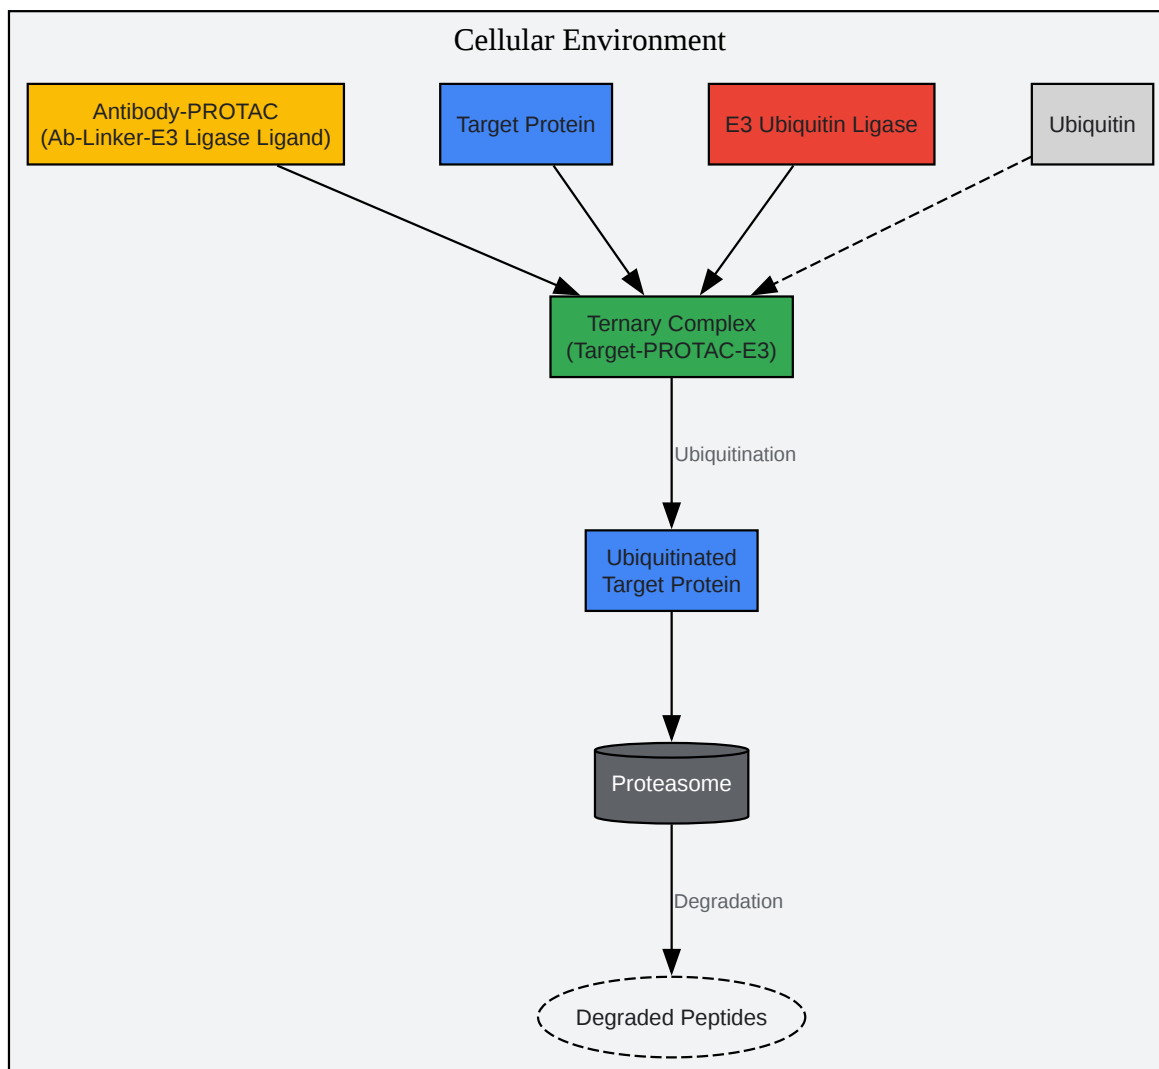 Cellular Environment
Antibody-PROTAC
(Ab-Linker-E3 Ligase Ligand)
Target Protein
E3 Ubiquitin Ligase
Ubiquitin
Ternary Complex
(Target-PROTAC-E3)
Ubiquitination
Ubiquitinated
Target Protein
Proteasome
Degradation
Degraded Peptides